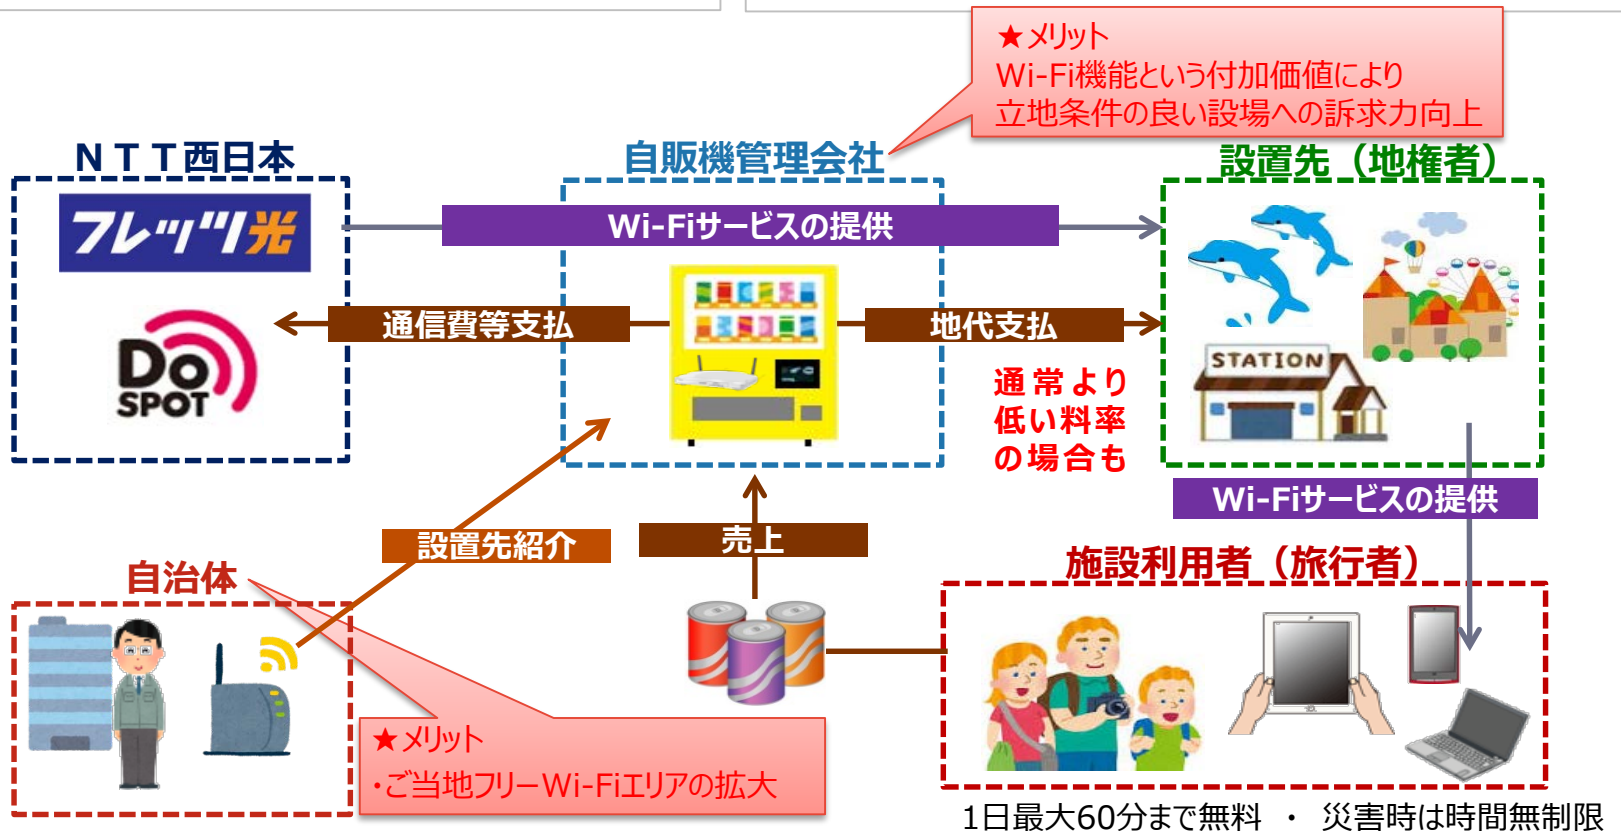 ★メリット
Wi-Fi機能という付加価値により
立地条件の良い設場への訴求力向上
NTT西日本
自販機管理会社
設置先（地権者）
フレッツ光
Wi-Fiサービスの提供
通信費等支払
地代支払
DO
SPOT
STATION
通常より
低い料率
の場合も
Wi-Fiサービスの提供
設置先紹介
売上
自治体
施設利用者（旅行者）
★メリット
・ご当地フリーWi-Fiエリアの拡大
1日最大60分まで無料 ・ 災害時は時間無制限